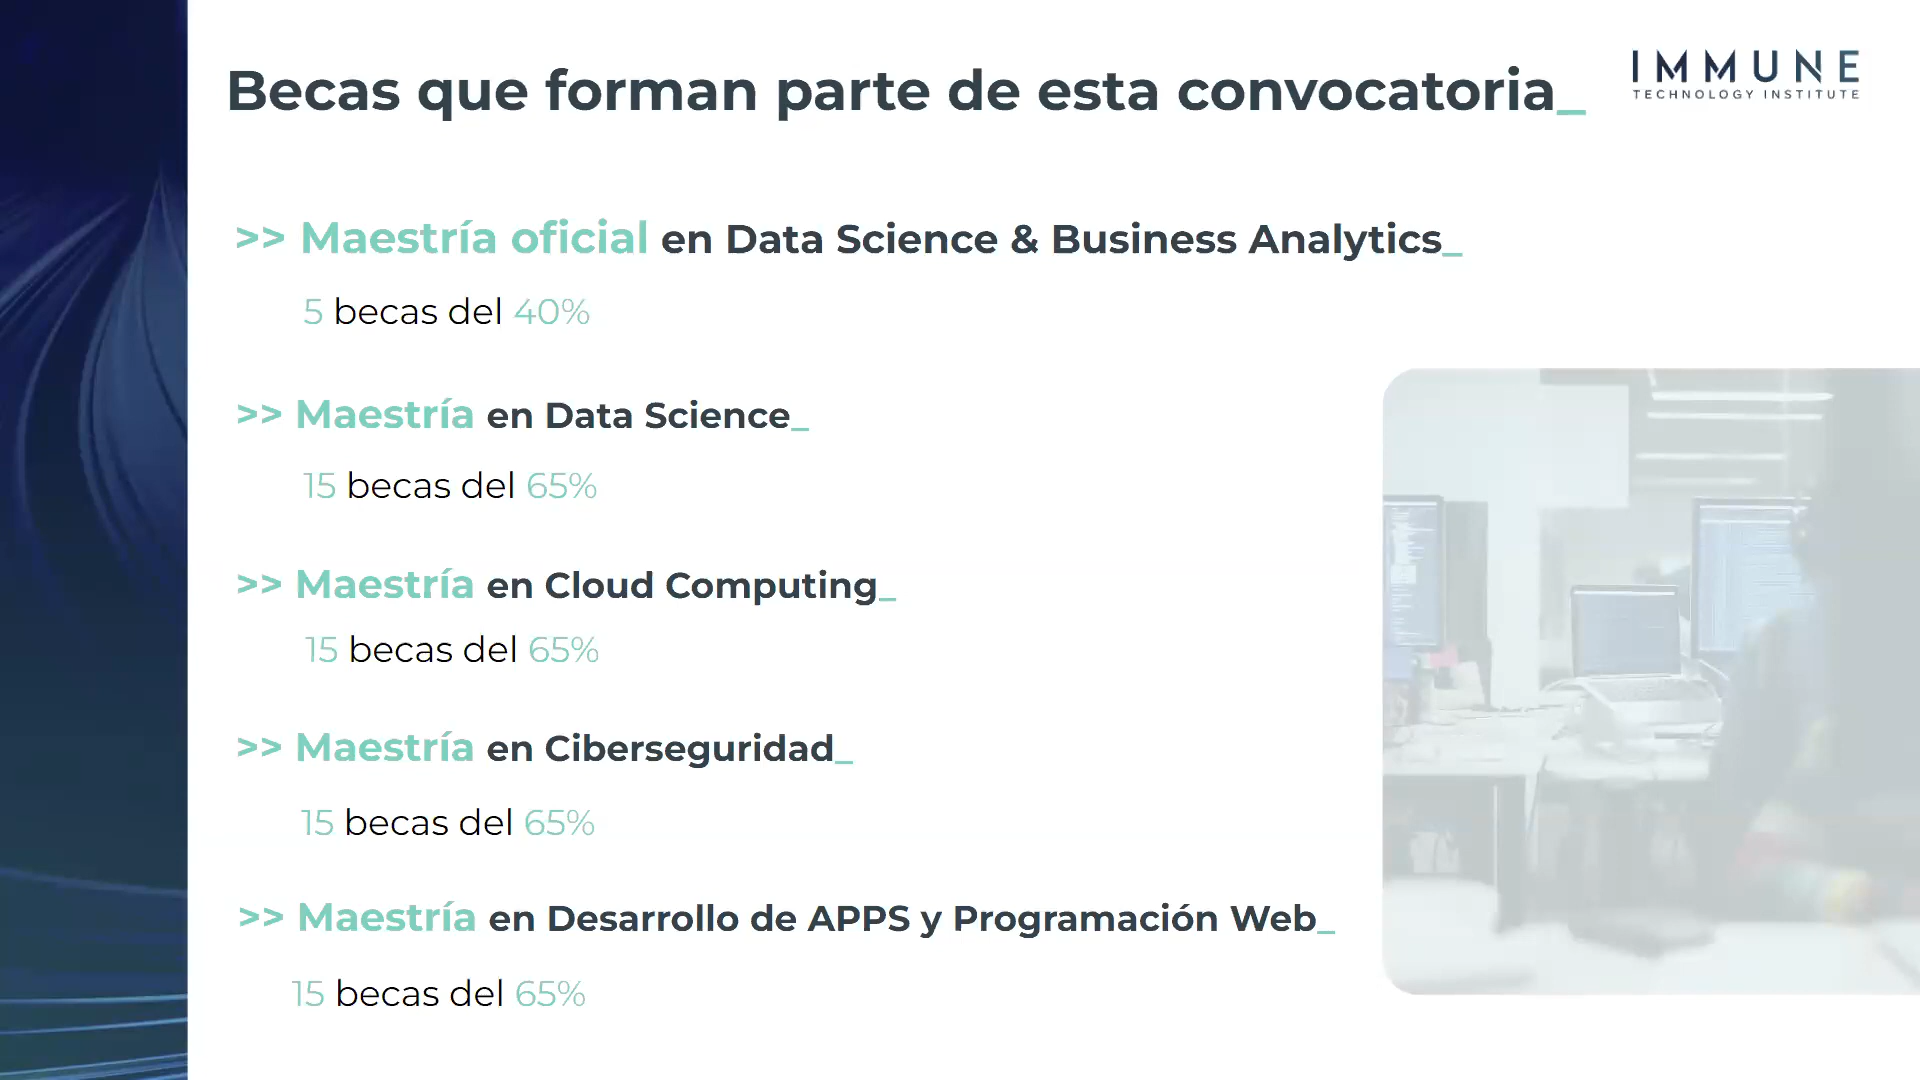 Becas que forman parte de esta convocatoria_
IMMUNE
TECHNOLOGY INSTITUTE
>> Maestría oficial en Data Science & Business Analytics_
5 becas del 40%
>> Maestría en Data Science_
15 becas del 65%
>> Maestría en Cloud Computing_
15 becas del 65%
>> Maestría en Ciberseguridad_
15 becas del 65%
>> Maestría en Desarrollo de APPS y Programación Web_
15 becas del 65%